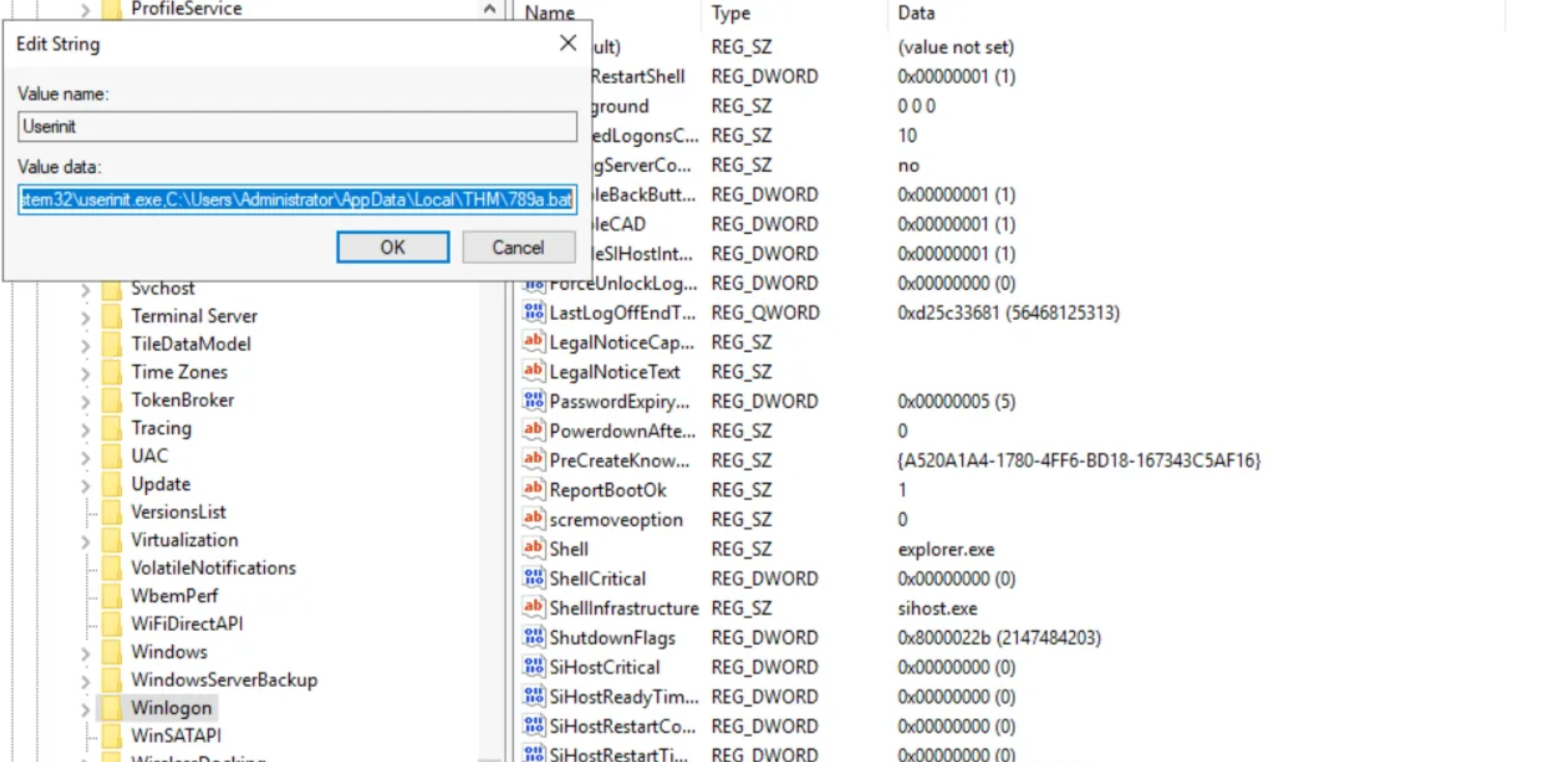 ProfileService
Edit String
Value name:
Userinit
Value data:
stem32\userinit.exe,C:\Users\Administrator\AppData\Local\THM\789a.bat
OK Cancel
Svchost
Terminal Server
TileDataModel
Time Zones
TokenBroker
Tracing
UAC
Update
VersionsList
Virtualization
VolatileNotifications
WbemPerf
WiFiDirectAPI
Windows
WindowsServerBackup
Winlogon
WinSATAPI
WirelessDocking
Name Type Data
ult) REG_SZ (value not set)
RestartShell REG_DWORD 0x00000001 (1)
ground REG_SZ 0 0 0
edLogonsC... REG_SZ 10
gServerCo... REG_SZ no
leBackButt... REG_DWORD 0x00000001 (1)
leCAD REG_DWORD 0x00000001 (1)
leSIHostInt... REG_DWORD 0x00000001 (1)
ForceUnlockLog... REG_DWORD 0x00000000 (0)
LastLogOffEndT... REG_QWORD 0xd25c33681 (56468125313)
LegalNoticeCap... REG_SZ
LegalNoticeText REG_SZ
PasswordExpiry... REG_DWORD 0x00000005 (5)
PowerdownAfte... REG_SZ 0
PreCreateKnow... REG_SZ {A520A1A4-1780-4FF6-BD18-167343C5AF16}
ReportBootOk REG_SZ 1
scremoveoption REG_SZ 0
Shell REG_SZ explorer.exe
ShellCritical REG_DWORD 0x00000000 (0)
ShellInfrastructure REG_SZ sihost.exe
ShutdownFlags REG_DWORD 0x8000022b (2147484203)
SiHostCritical REG_DWORD 0x00000000 (0)
SiHostReadyTim... REG_DWORD 0x00000000 (0)
SiHostRestartCo... REG_DWORD 0x00000000 (0)
SiHostRestartTi... REG_DWORD 0x00000000 (0)